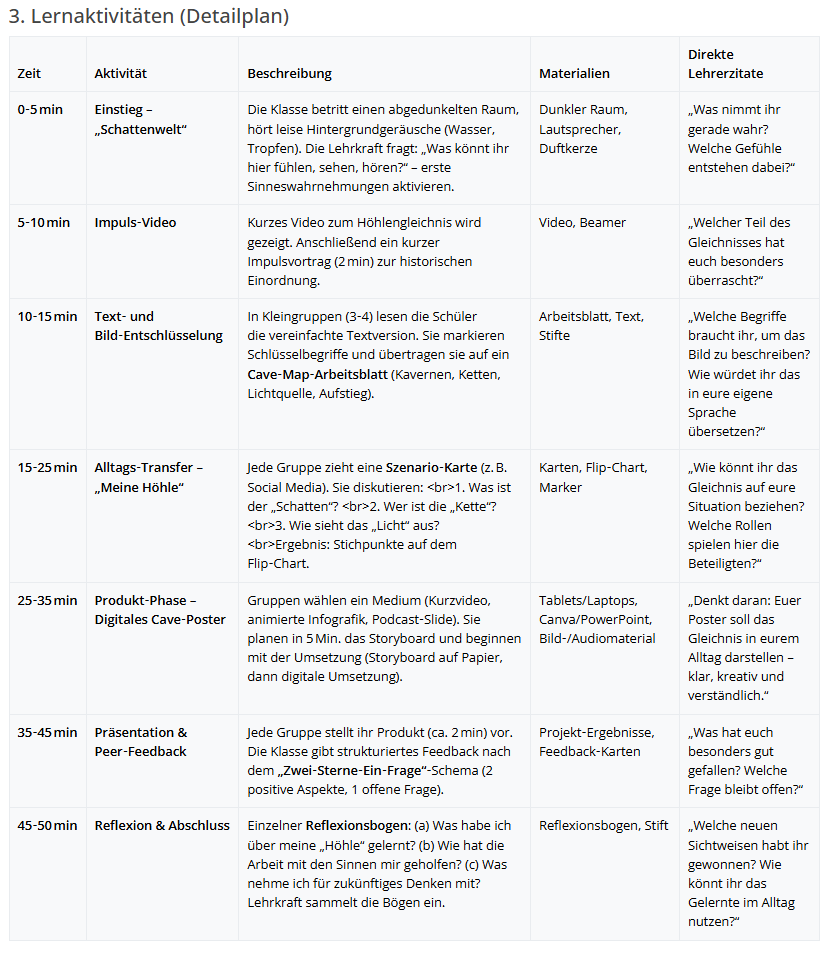 3. Lernaktivitäten (Detailplan)
Zeit
Aktivität
Beschreibung
Materialien
Direkte
Lehrerzitate
0-5 min
Einstieg –
„Schattenwelt“
Die Klasse betritt einen abgedunkelten Raum,
hört leise Hintergrundgeräusche (Wasser,
Tropfen). Die Lehrkraft fragt: „Was könnt ihr
hier fühlen, sehen, hören?“ – erste
Sinneswahrnehmungen aktivieren.
Dunkler Raum,
Lautsprecher,
Duftkerze
„Was nimmt ihr
gerade wahr?
Welche Gefühle
entstehen dabei?“
5-10 min
Impuls-Video
Kurzes Video zum Höhlengleichnis wird
gezeigt. Anschließend ein kurzer
Impulsvortrag (2 min) zur historischen
Einordnung.
Video, Beamer
„Welcher Teil des
Gleichnisses hat
euch besonders
überrascht?“
10-15 min
Text- und
Bild-Entschlüsselung
In Kleingruppen (3-4) lesen die Schüler
die vereinfachte Textversion. Sie markieren
Schlüsselbegriffe und übertragen sie auf ein
Cave-Map-Arbeitsblatt (Kavernen, Ketten,
Lichtquelle, Aufstieg).
Arbeitsblatt, Text,
Stifte
„Welche Begriffe
braucht ihr, um das
Bild zu beschreiben?
Wie würdet ihr das
in eure eigene
Sprache
übersetzen?“
15-25 min
Alltags-Transfer –
„Meine Höhle“
Jede Gruppe zieht eine Szenario-Karte (z. B.
Social Media). Sie diskutieren: <br>1. Was ist
der „Schatten“? <br>2. Wer ist die „Kette“?
<br>3. Wie sieht das „Licht“ aus?
<br>Ergebnis: Stichpunkte auf dem
Flip-Chart.
Karten, Flip-Chart,
Marker
„Wie könnt ihr das
Gleichnis auf eure
Situation beziehen?
Welche Rollen
spielen hier die
Beteiligten?“
25-35 min
Produkt-Phase –
Digitales Cave-Poster
Gruppen wählen ein Medium (Kurzvideo,
animierte Infografik, Podcast-Slide). Sie
planen in 5 Min. das Storyboard und beginnen
mit der Umsetzung (Storyboard auf Papier,
dann digitale Umsetzung).
Tablets/Laptops,
Canva/PowerPoint,
Bild-/Audiomaterial
„Denkt daran: Euer
Poster soll das
Gleichnis in eurem
Alltag darstellen –
klar, kreativ und
verständlich.“
35-45 min
Präsentation &
Peer-Feedback
Jede Gruppe stellt ihr Produkt (ca. 2 min) vor.
Die Klasse gibt strukturiertes Feedback nach
dem „Zwei-Sterne-Ein-Frage“-Schema (2
positive Aspekte, 1 offene Frage).
Projekt-Ergebnisse,
Feedback-Karten
„Was hat euch
besonders gut
gefallen? Welche
Frage bleibt offen?“
45-50 min
Reflexion & Abschluss
Einzelner Reflexionsbogen: (a) Was habe ich
über meine „Höhle“ gelernt? (b) Wie hat die
Arbeit mit den Sinnen mir geholfen? (c) Was
nehme ich für zukünftiges Denken mit?
Lehrkraft sammelt die Bögen ein.
Reflexionsbogen, Stift
„Welche neuen
Sichtweisen habt ihr
gewonnen? Wie
könnt ihr das
Gelernte im Alltag
nutzen?“